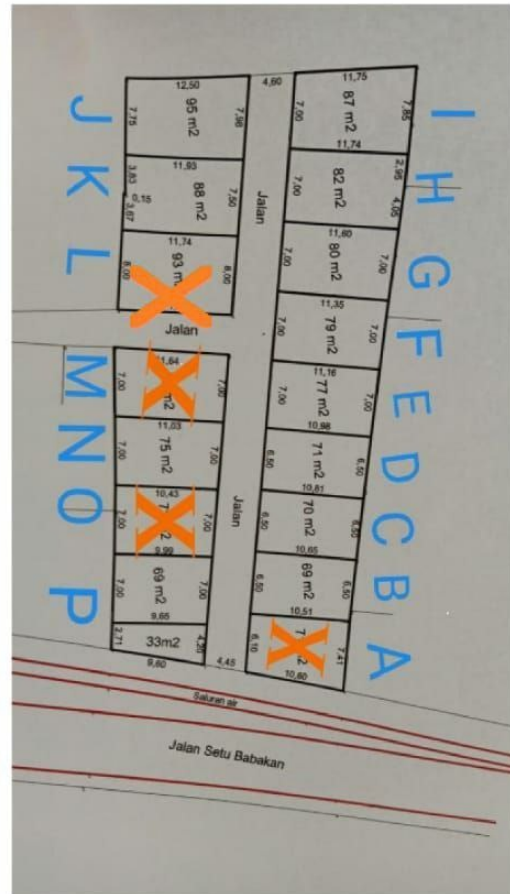 12,50
95 m2
7,75
7,96
J
4,60
11,75
87 m2
7,00
7,85
11,74
I
11,93
88 m2
3,83
0,15
3,67
7,50
K
Jalan
82 m2
7,00
2,95
4,05
11,60
H
11,74
93 m
8,00
8,00
L
80 m2
7,00
7,00
11,35
G
Jalan
79 m2
7,00
7,00
11,16
F
7,00
7,00
M
77 m2
7,00
7,00
10,98
E
11,03
75 m2
7,00
7,00
N
71 m2
6,50
6,50
10,81
D
10,43
7,00
7,00
9,99
O
Jalan
70 m2
6,50
6,50
10,65
C
69 m2
7,00
7,00
9,65
P
69 m2
6,50
6,50
10,51
B
33m2
2,71
9,60
4,45
6,10
7,41
10,60
A
Saluran air
Jalan Setu Babakan